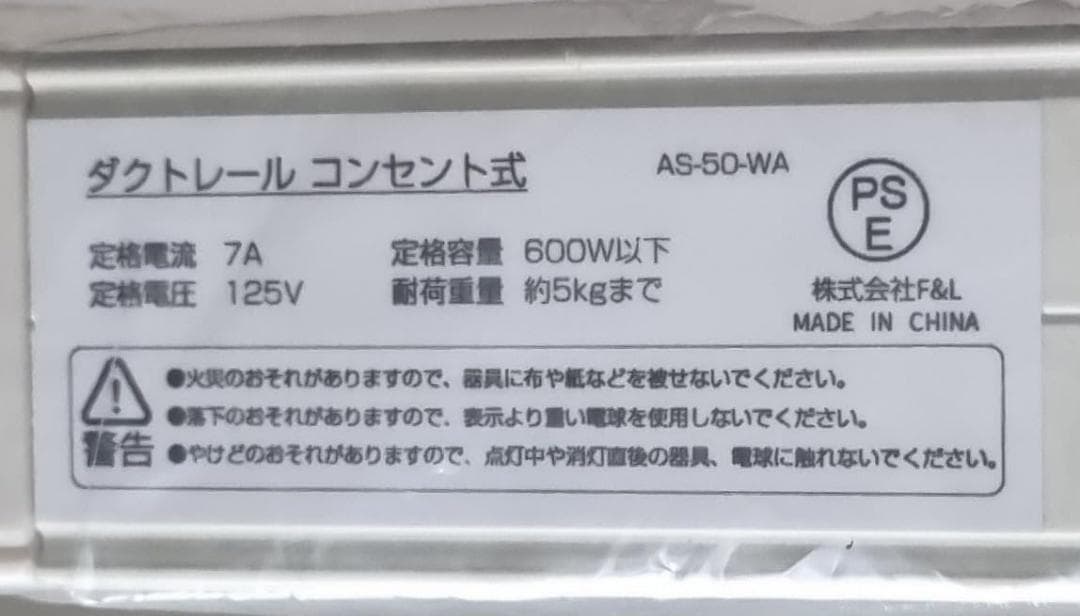 ダクトレール コンセント式 AS-50-WA
PS
E
定格電流 7A 定格容量 600W以下
定格電圧 125V 耐荷重量 約5kgまで
株式会社F&L
MADE IN CHINA
警告
●火災のおそれがありますので、器具に布や紙などを被せないでください。
●落下のおそれがありますので、表示より重い電球を使用しないでください。
●やけどのおそれがありますので、点灯中や消灯直後の器具、電球に触れないでください。